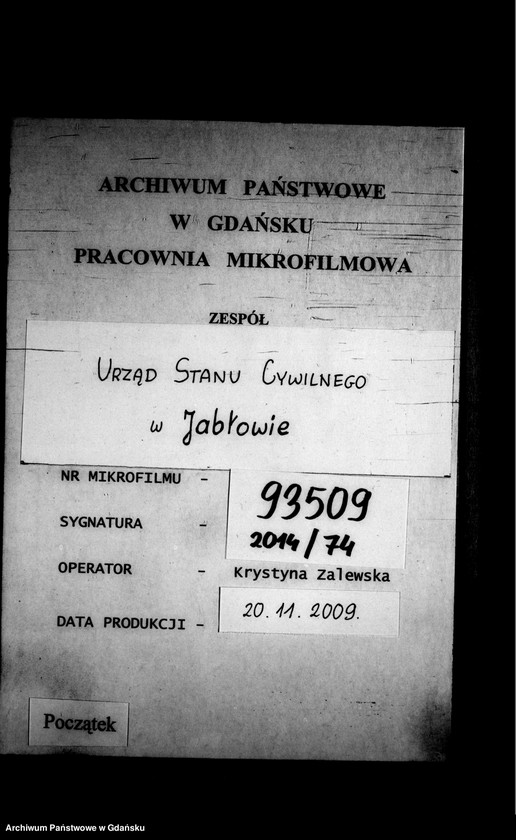 ARCHIWUM PAŃSTWOWE
W GDAŃSKU
PRACOWNIA MIKROFILMOWA
ZESPÓŁ
URZĄD STANU CYWILNEGO
w Jabłowie
NR MIKROFILMU - 93509
SYGNATURA - 2014/74
OPERATOR - Krystyna Zalewska
DATA PRODUKCJI - 20.11.2009.
Początek
Archiwum Państwowe w Gdańsku